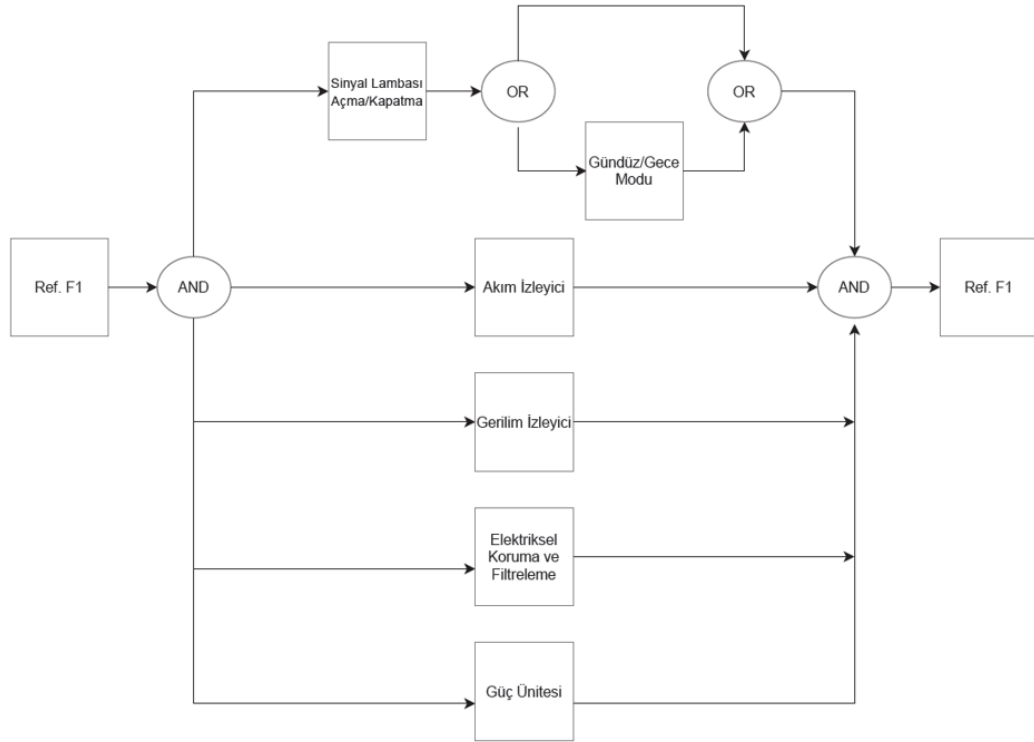 Sinyal Lambası
Açma/Kapatma
OR
OR
Gündüz/Gece
Modu
Ref. F1
AND
Akım İzleyici
AND
Ref. F1
Gerilim İzleyici
Elektriksel
Koruma ve
Filtreleme
Güç Ünitesi